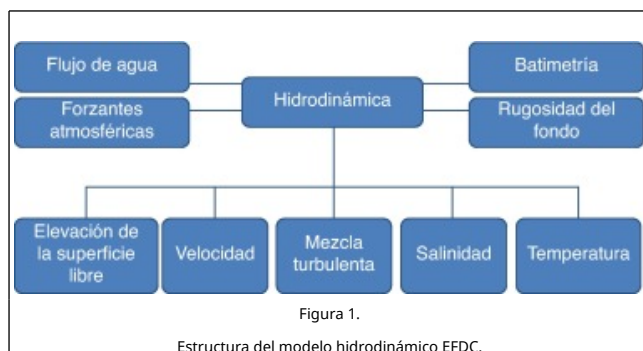 Flujo de agua
Batimetría
Hidrodinámica
Forzantes
atmosféricas
Rugosidad del
fondo
Elevación de
la superficie
libre
Velocidad
Mezcla
turbulenta
Salinidad
Temperatura
Figura 1.
Estructura del modelo hidrodinámico EFDC.